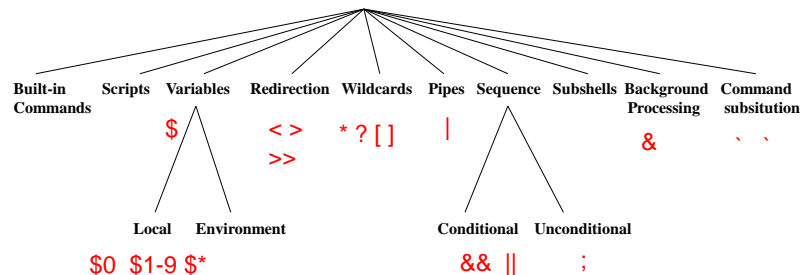 Built-in Commands Scripts Variables Redirection Wildcards Pipes Sequence Subshells Background Processing Command subsitution
$ < > >> * ? [ ] | & ` `
Local Environment Conditional Unconditional
$0 $1-9 $* && || ;